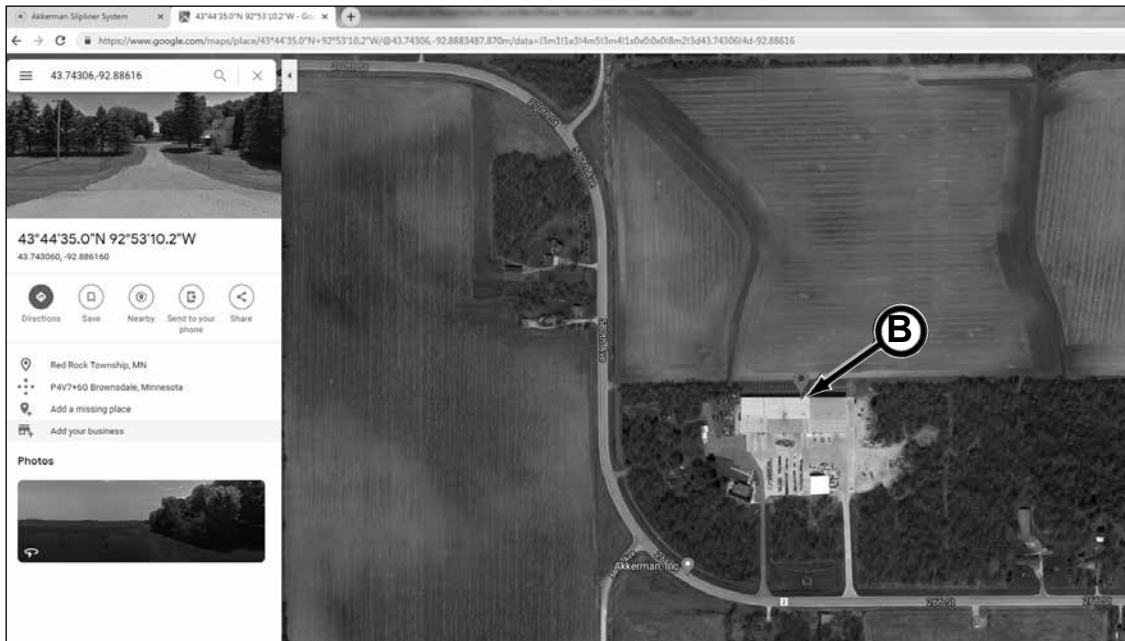 Akkerman Slipliner System
43°44'35.0"N 92°53'10.2"W - Goo
https://www.google.com/maps/place/43°44'35.0"N+92°53'10.2"W/@43.74306,-92.8883487,870m/data=!3m1!1e3!4m5!3m4!1s0x0:0x0!8m2!3d43.74306!4d-92.88616
43.74306,-92.88616
43°44'35.0"N 92°53'10.2"W
43.743060, -92.886160
Directions
Save
Nearby
Send to your phone
Share
Red Rock Township, MN
P4V7+6G Brownsdale, Minnesota
Add a missing place
Add your business
Photos
B
Akkerman, Inc.
266th St